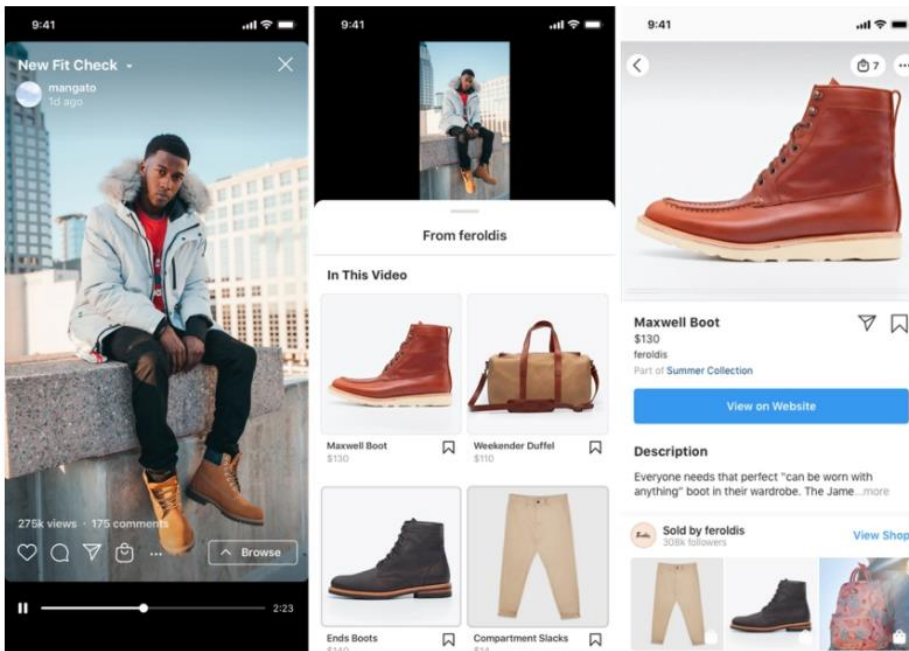 9:41
New Fit Check
mangato
1d ago
275k views · 175 comments
Browse
2:23
9:41
From feroldis
In This Video
Maxwell Boot
$130
Weekender Duffel
$110
Ends Boots
$140
Compartment Slacks
9:41
7
Maxwell Boot
$130
feroldis
Part of Summer Collection
View on Website
Description
Everyone needs that perfect "can be worn with
anything" boot in their wardrobe. The Jame...more
Sold by feroldis
308k followers
View Shop